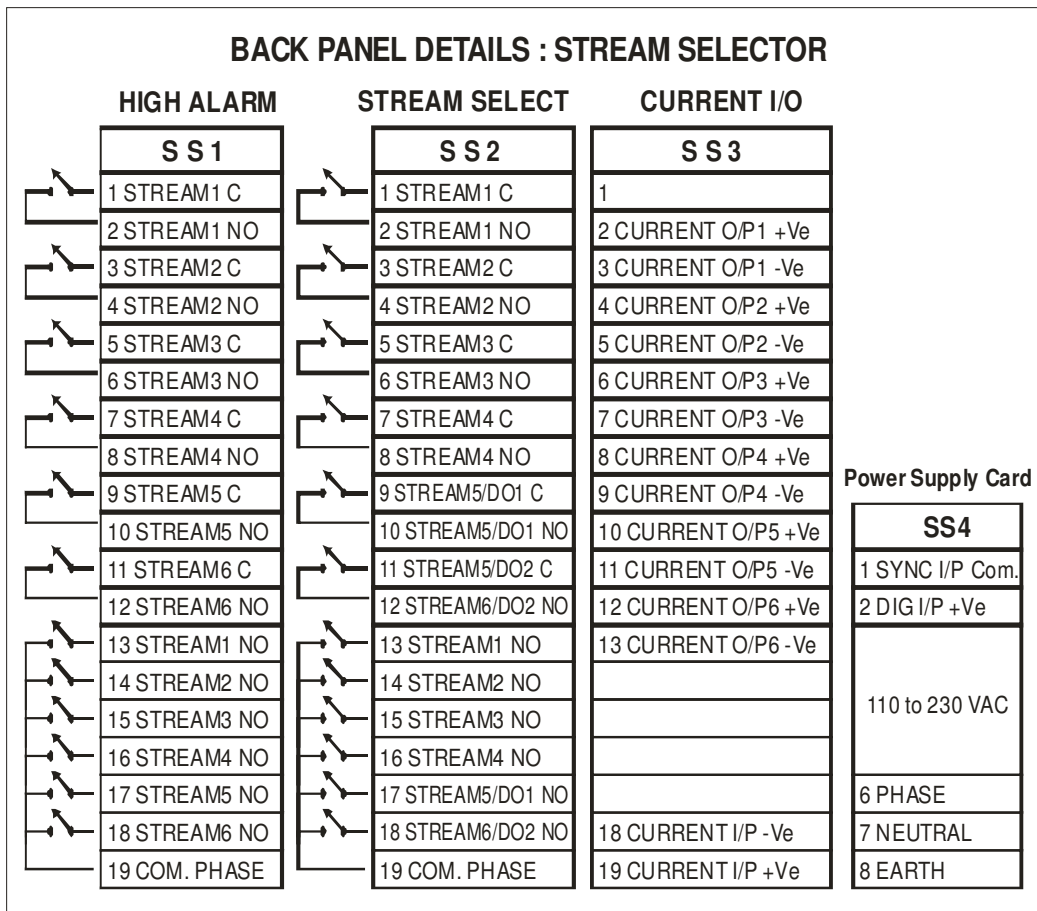 BACK PANEL DETAILS : STREAM SELECTOR
HIGH ALARM
SS1
1 STREAM1 C
2 STREAM1 NO
3 STREAM2 C
4 STREAM2 NO
5 STREAM3 C
6 STREAM3 NO
7 STREAM4 C
8 STREAM4 NO
9 STREAM5 C
10 STREAM5 NO
11 STREAM6 C
12 STREAM6 NO
13 STREAM1 NO
14 STREAM2 NO
15 STREAM3 NO
16 STREAM4 NO
17 STREAM5 NO
18 STREAM6 NO
19 COM. PHASE
STREAM SELECT
SS2
1 STREAM1 C
2 STREAM1 NO
3 STREAM2 C
4 STREAM2 NO
5 STREAM3 C
6 STREAM3 NO
7 STREAM4 C
8 STREAM4 NO
9 STREAM5/DO1 C
10 STREAM5/DO1 NO
11 STREAM5/DO2 C
12 STREAM6/DO2 NO
13 STREAM1 NO
14 STREAM2 NO
15 STREAM3 NO
16 STREAM4 NO
17 STREAM5/DO1 NO
18 STREAM6/DO2 NO
19 COM. PHASE
CURRENT I/O
SS3
1
2 CURRENT O/P1 +Ve
3 CURRENT O/P1 -Ve
4 CURRENT O/P2 +Ve
5 CURRENT O/P2 -Ve
6 CURRENT O/P3 +Ve
7 CURRENT O/P3 -Ve
8 CURRENT O/P4 +Ve
9 CURRENT O/P4 -Ve
10 CURRENT O/P5 +Ve
11 CURRENT O/P5 -Ve
12 CURRENT O/P6 +Ve
13 CURRENT O/P6 -Ve
18 CURRENT I/P -Ve
19 CURRENT I/P +Ve
Power Supply Card
SS4
1 SYNC I/P Com.
2 DIG I/P +Ve
110 to 230 VAC
6 PHASE
7 NEUTRAL
8 EARTH